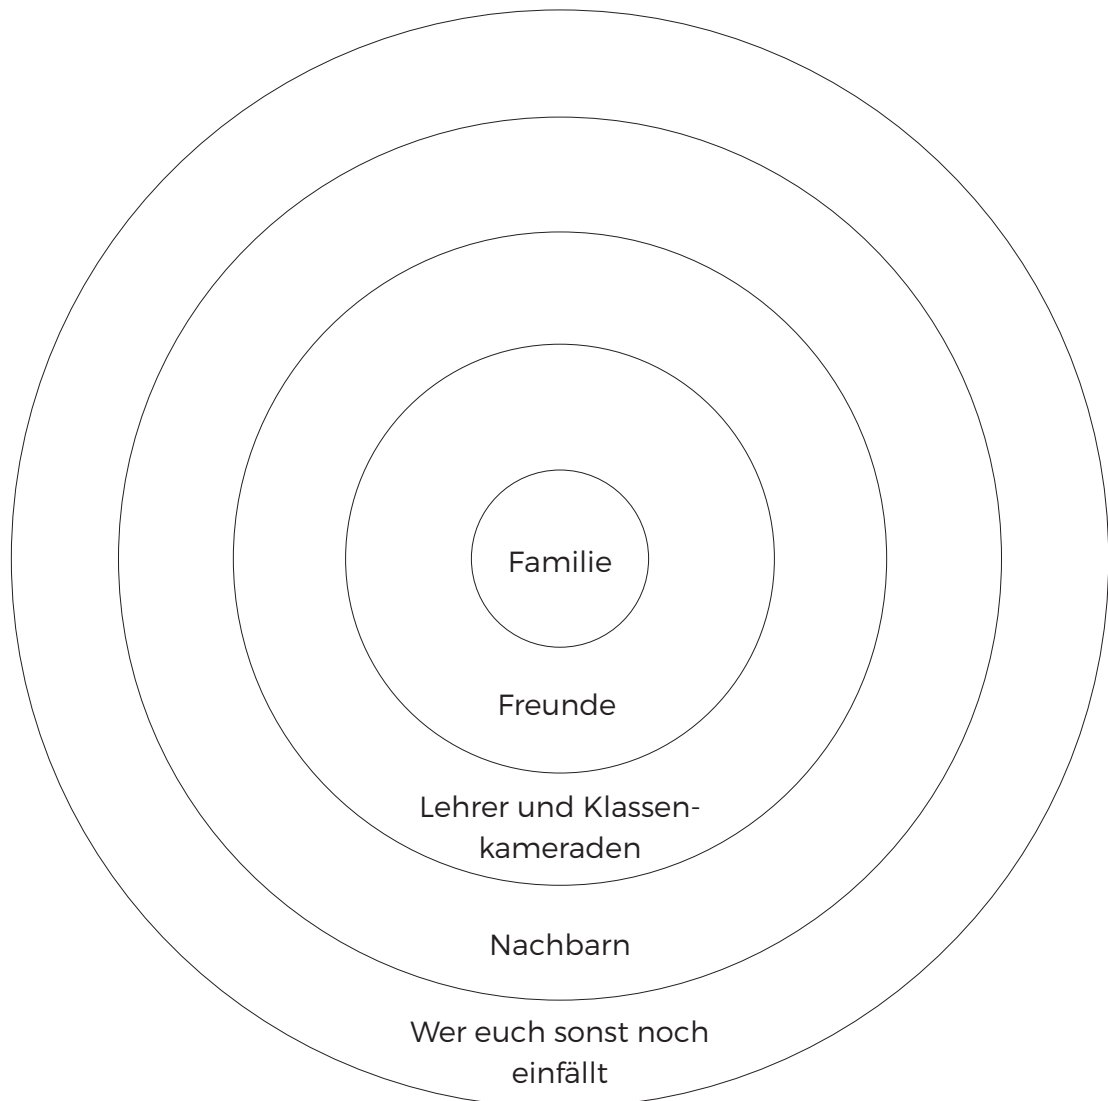 Familie
Freunde
Lehrer und Klassen-
kameraden
Nachbarn
Wer euch sonst noch
einfällt